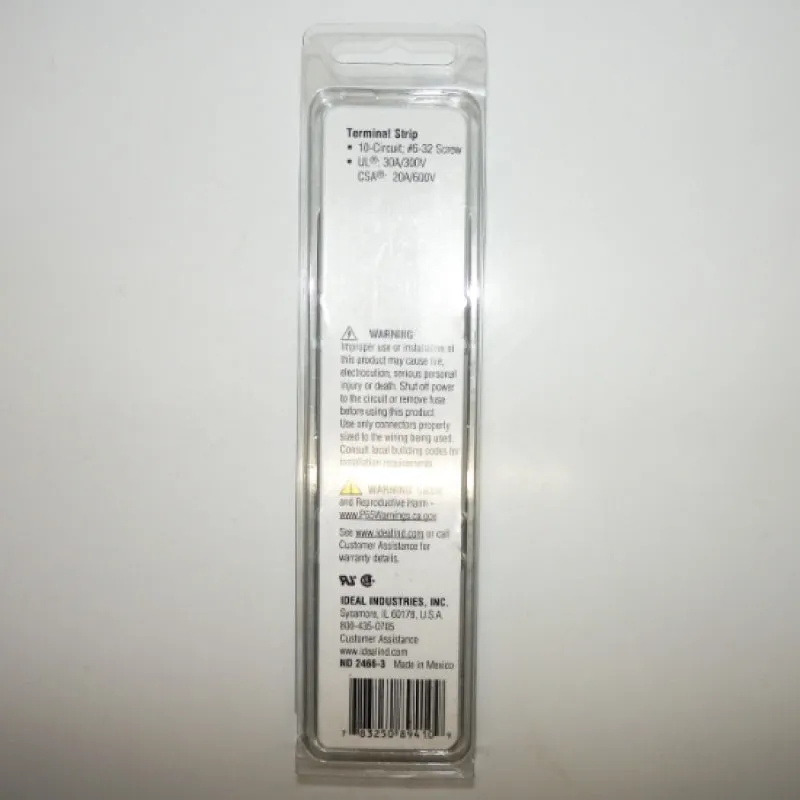 Terminal Strip
• 10-Circuit: #6-32 Screw
• UL®: 30A/300V
CSA®: 20A/600V
WARNING
Improper use or installation of
this product may cause fire,
electrocution, serious personal
injury or death. Shut off power
to the circuit or remove fuse
before using this product.
Use only connectors properly
sized to the wiring being used.
Consult local building codes for
installation requirements.
WARNING
and Reproductive Harm -
www.P65Warnings.ca.gov
See www.idealind.com or call
Customer Assistance for
warranty details.
IDEAL INDUSTRIES, INC.
Sycamore, IL 60178, U.S.A.
800-435-0705
Customer Assistance
www.idealind.com
ND 2466-3 Made in Mexico
7 83250 89410 9